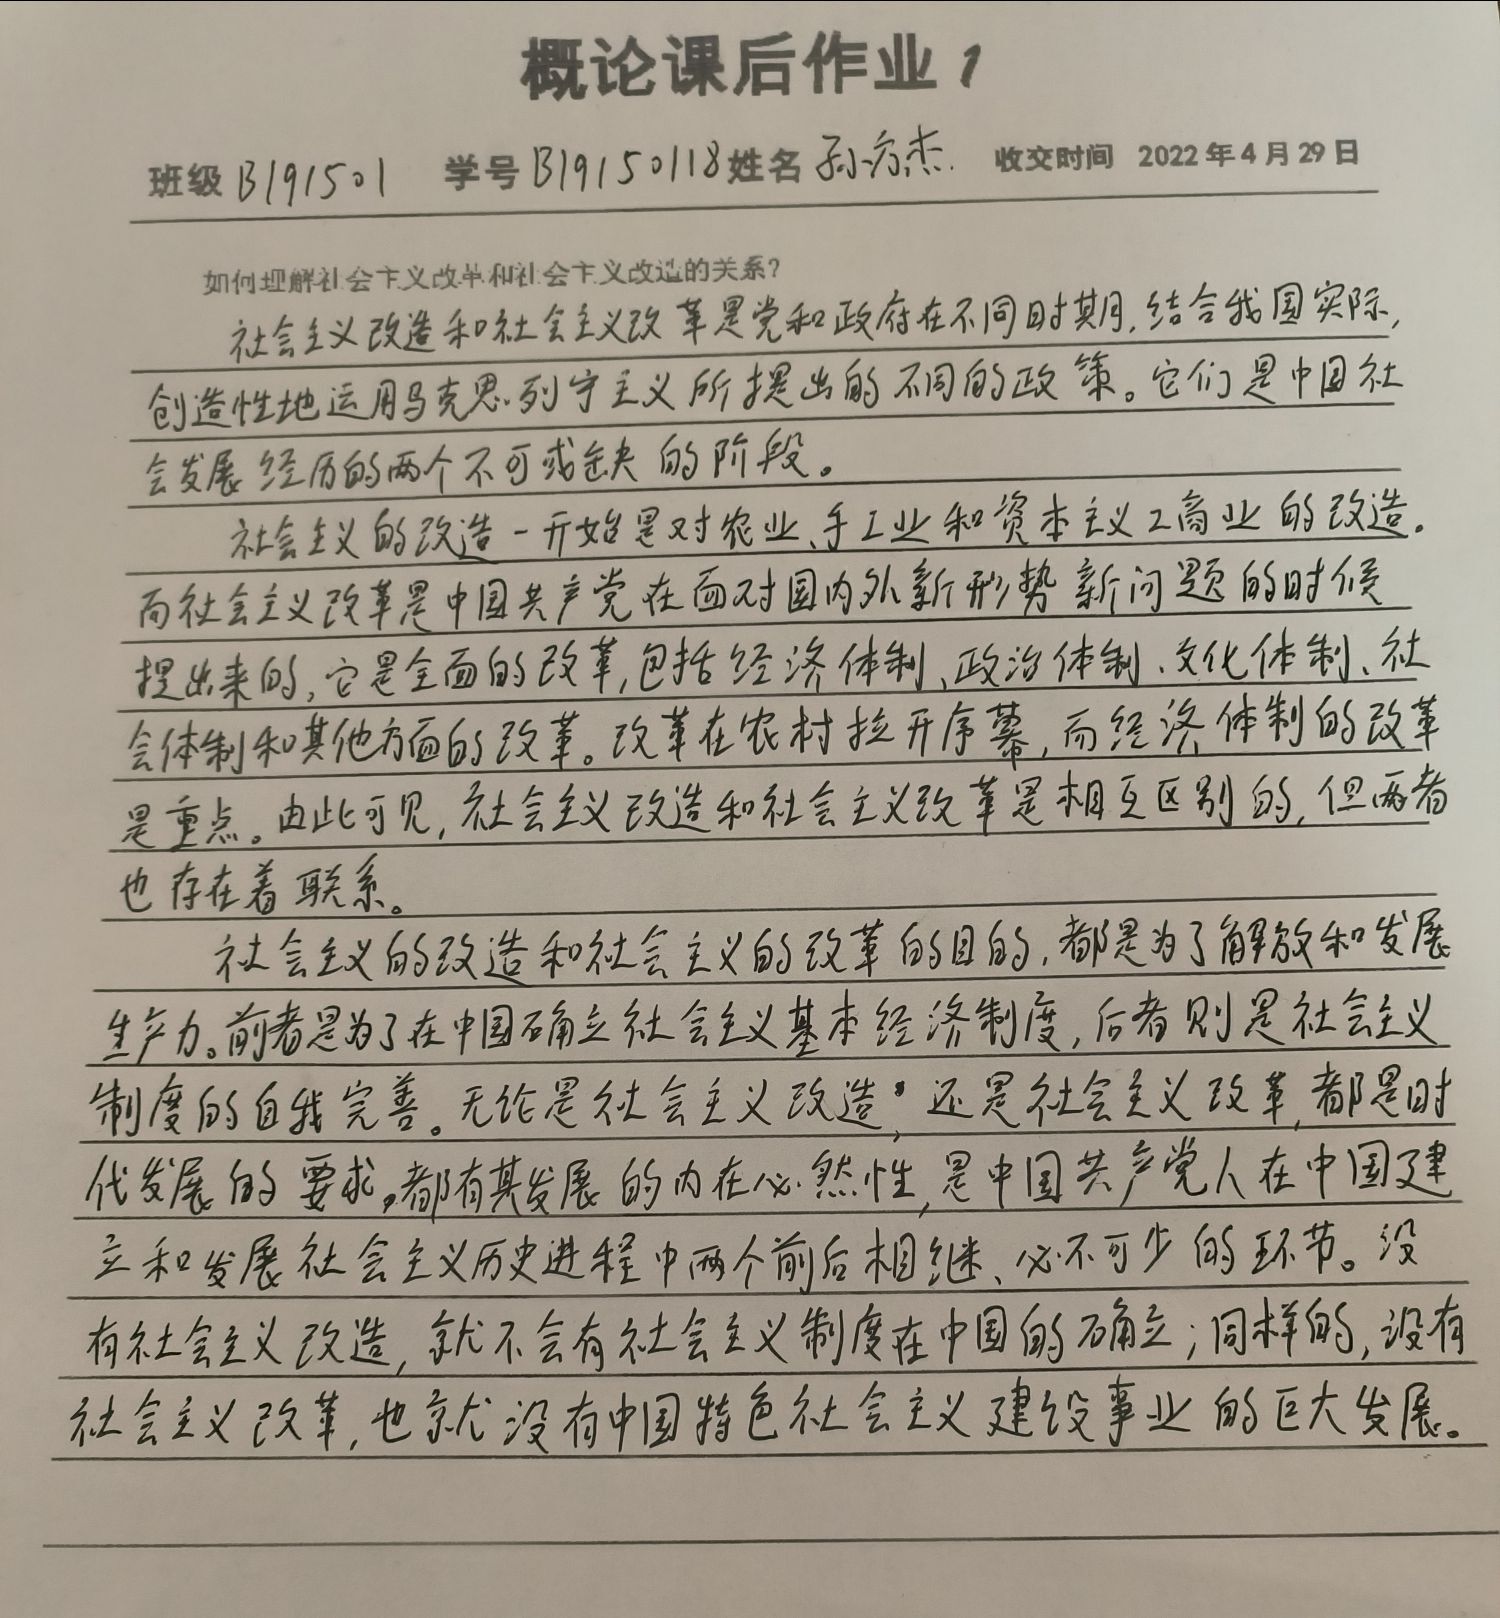 概论课后作业1
班级 B191501 学号 B19150118 姓名 孙方杰 收交时间 2022年4月29日
如何理解社会主义改革和社会主义改造的关系?
社会主义改造和社会主义改革是党和政府在不同时期,结合我国实际,
创造性地运用马克思列宁主义所提出的不同的政策。它们是中国社
会发展经历的两个不可或缺的阶段。
社会主义的改造一开始是对农业、手工业和资本主义工商业的改造。
而社会主义改革是中国共产党在面对国内外新形势新问题的时候
提出来的,它是全面的改革,包括经济体制、政治体制、文化体制、社
会体制和其他方面的改革。改革在农村拉开序幕,而经济体制的改革
是重点。由此可见,社会主义改造和社会主义改革是相互区别的,但两者
也存在着联系。
社会主义的改造和社会主义的改革的目的,都是为了解放和发展
生产力。前者是为了在中国确立社会主义基本经济制度,后者则是社会主义
制度的自我完善。无论是社会主义改造,还是社会主义改革,都是时
代发展的要求,都有其发展的内在必然性,是中国共产党人在中国建
立和发展社会主义历史进程中两个前后相继、必不可少的环节。没
有社会主义改造,就不会有社会主义制度在中国的确立;同样的,没有
社会主义改革,也就没有中国特色社会主义建设事业的巨大发展。